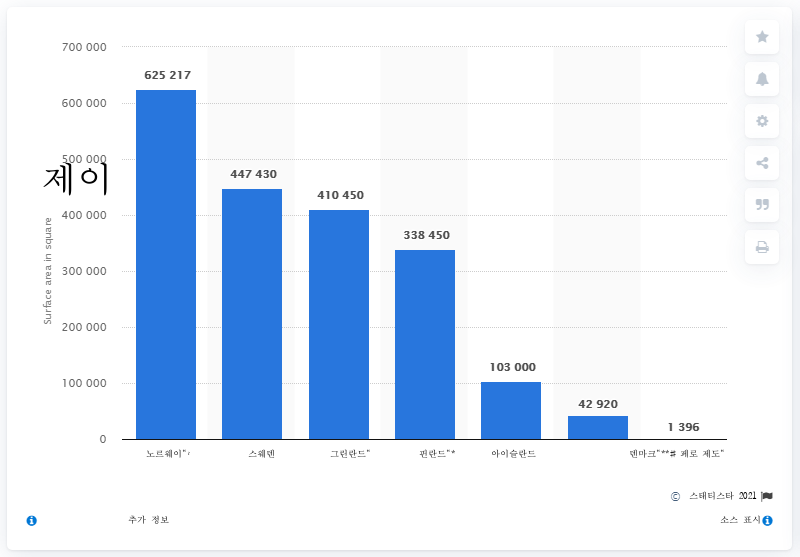 700 000
625 217
600 000
500 000
제이
447 430
410 450
400 000
338 450
Surface area in square
300 000
200 000
103 000
100 000
42 920
1 396
0
노르웨이"
스웨덴
그린란드"
핀란드"*
아이슬란드
덴마크"**# 페로 제도"
© 스태티스타 2021
추가 정보
소스 표시